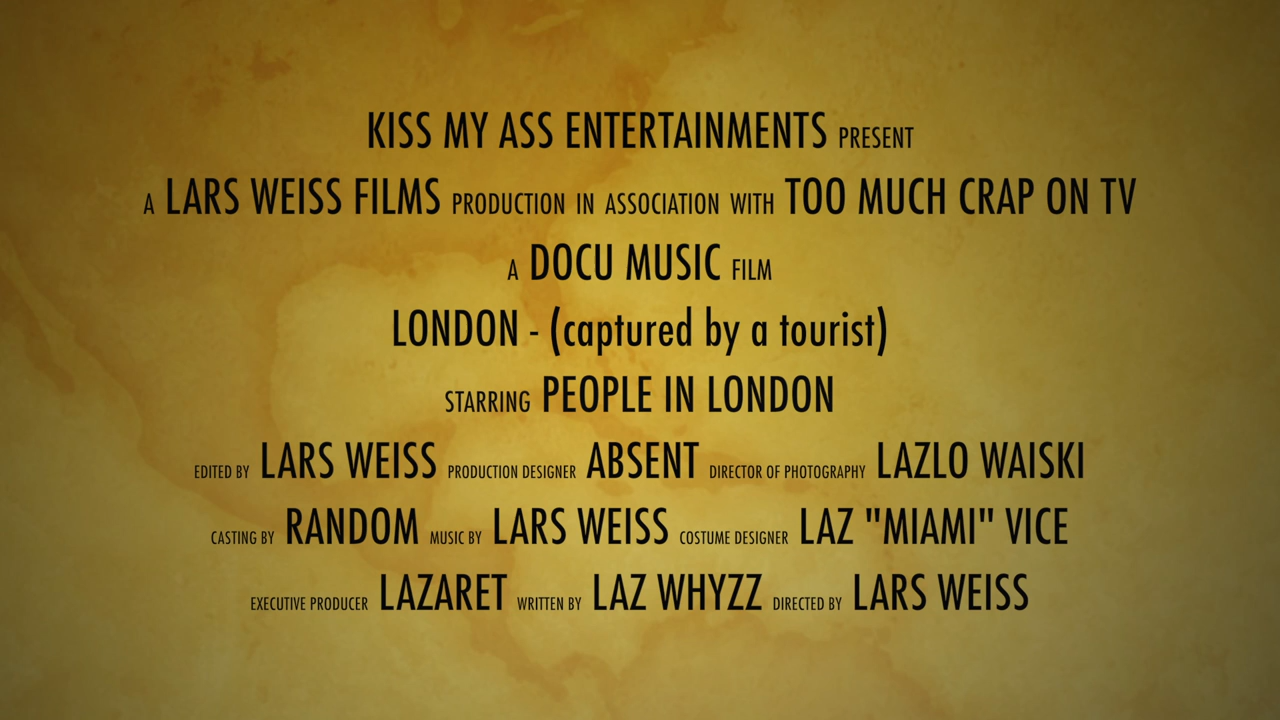 KISS MY ASS ENTERTAINMENTS PRESENT
A LARS WEISS FILMS PRODUCTION IN ASSOCIATION WITH TOO MUCH CRAP ON TV
A DOCU MUSIC FILM
LONDON - (captured by a tourist)
STARRING PEOPLE IN LONDON
EDITED BY LARS WEISS PRODUCTION DESIGNER ABSENT DIRECTOR OF PHOTOGRAPHY LAZLO WAISKI
CASTING BY RANDOM MUSIC BY LARS WEISS COSTUME DESIGNER LAZ "MIAMI" VICE
EXECUTIVE PRODUCER LAZARET WRITTEN BY LAZ WHYZZ DIRECTED BY LARS WEISS